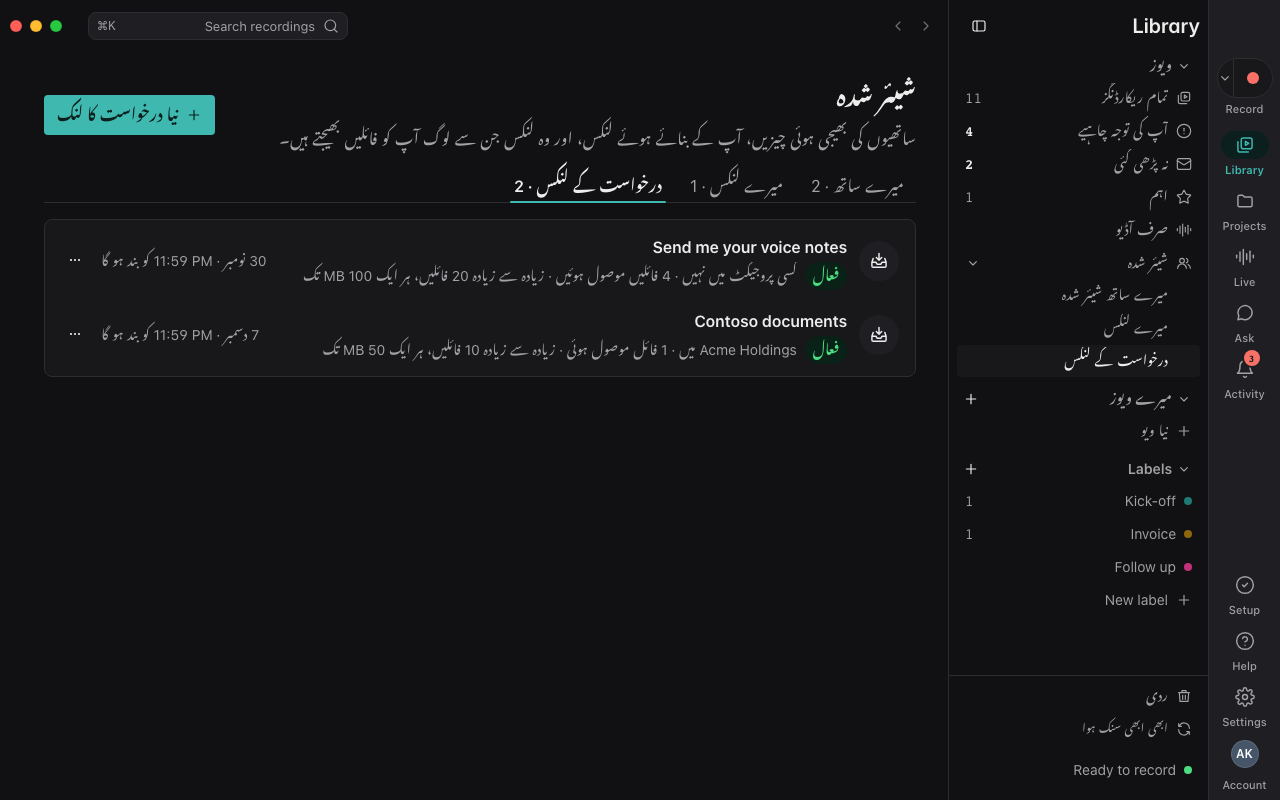 ⌘K
Search recordings
شیئر شدہ
ساتھیوں کی بھیجی ہوئی چیزیں، آپ کے بنائے ہوئے لنکس، اور وہ لنکس جن سے لوگ آپ کو فائلیں بھیجتے ہیں۔
+ نیا درخواست کا لنک
میرے ساتھ · 2
میرے لنکس · 1
درخواست کے لنکس · 2
Send me your voice notes
فعال
کسی پروجیکٹ میں نہیں · 4 فائلیں موصول ہوئیں · زیادہ سے زیادہ 20 فائلیں، ہر ایک 100 MB تک
30 نومبر · 11:59 PM کو بند ہو گا
Contoso documents
فعال
Acme Holdings میں · 1 فائل موصول ہوئی · زیادہ سے زیادہ 10 فائلیں، ہر ایک 50 MB تک
7 دسمبر · 11:59 PM کو بند ہو گا
Library
ویوز
تمام ریکارڈنگز 11
آپ کی توجہ چاہیے 4
نہ پڑھی گئی 2
اہم 1
صرف آڈیو
شیئر شدہ
میرے ساتھ شیئر شدہ
میرے لنکس
درخواست کے لنکس
میرے ویوز +
+ نیا ویو
Labels +
Kick-off 1
Invoice 1
Follow up
+ New label
ردی
ابھی ابھی سنک ہوا
Ready to record
Record
Library
Projects
Live
Ask
3
Activity
Setup
Help
Settings
AK
Account